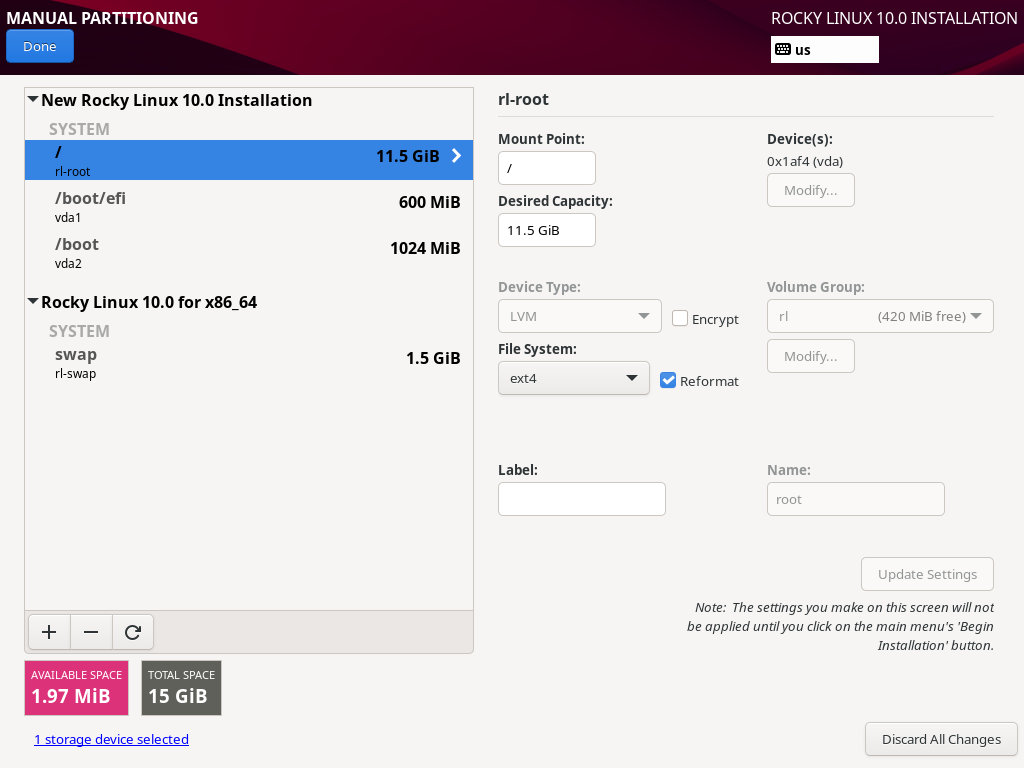 MANUAL PARTITIONING
ROCKY LINUX 10.0 INSTALLATION
Done
us
New Rocky Linux 10.0 Installation
SYSTEM
/
11.5 GiB
rl-root
/boot/efi
600 MiB
vda1
/boot
1024 MiB
vda2
Rocky Linux 10.0 for x86_64
SYSTEM
swap
1.5 GiB
rl-swap
AVAILABLE SPACE
1.97 MiB
TOTAL SPACE
15 GiB
1 storage device selected
rl-root
Mount Point:
/
Device(s):
0x1af4 (vda)
Modify...
Desired Capacity:
11.5 GiB
Device Type:
LVM
Encrypt
Volume Group:
rl (420 MiB free)
Modify...
File System:
ext4
Reformat
Label:
Name:
root
Update Settings
Note: The settings you make on this screen will not
be applied until you click on the main menu's 'Begin
Installation' button.
Discard All Changes